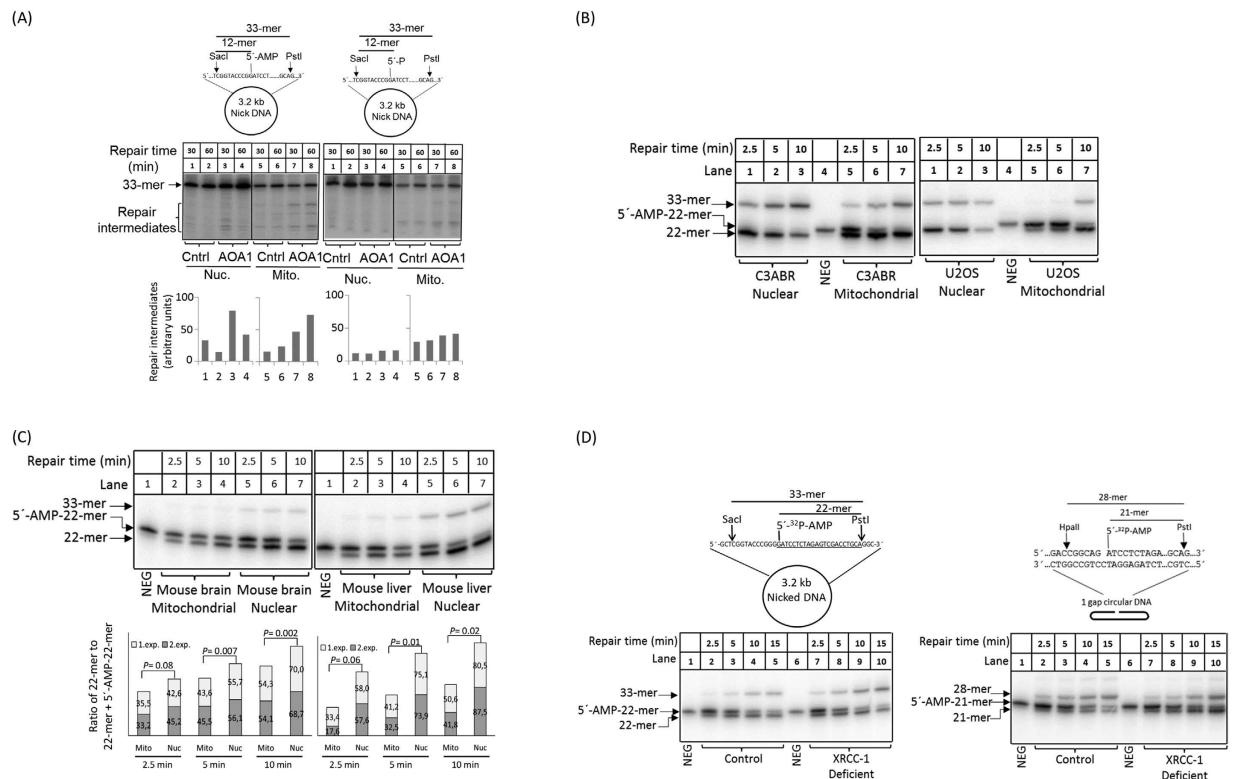 (A)
33-mer
12-mer
SacI 5´-AMP PstI
5´…TCGGTACCCGGATCCT……GCAG…3´
3.2 kb
Nick DNA
33-mer
12-mer
SacI 5´-P PstI
5´…TCGGTACCCGGATCCT……GCAG…3´
3.2 kb
Nick DNA
Repair time (min) 30 60 30 60 30 60 30 60 30 60 30 60 30 60 30 60
1 2 3 4 5 6 7 8 1 2 3 4 5 6 7 8
33-mer
Repair intermediates
Cntrl AOA1 Cntrl AOA1 Cntrl AOA1 Cntrl AOA1
Nuc. Mito. Nuc. Mito.
Repair intermediates
(arbitrary units)
100 50 0
1 2 3 4 5 6 7 8
100 50 0
1 2 3 4 5 6 7 8
(B)
Repair time (min) 2.5 5 10 2.5 5 10 2.5 5 10 2.5 5 10
Lane 1 2 3 4 5 6 7 1 2 3 4 5 6 7
33-mer
5´-AMP-22-mer
22-mer
C3ABR Nuclear
NEG
C3ABR Mitochondrial
U2OS Nuclear
NEG
U2OS Mitochondrial
(C)
Repair time (min) 2.5 5 10 2.5 5 10 2.5 5 10 2.5 5 10
Lane 1 2 3 4 5 6 7 1 2 3 4 5 6 7
33-mer
5´-AMP-22-mer
22-mer
NEG
Mouse brain Mitochondrial
Mouse brain Nuclear
NEG
Mouse liver Mitochondrial
Mouse liver Nuclear
Ratio of 22-mer to
22-mer + 5´-AMP-22-mer
1.exp. 2.exp.
P= 0.08
P= 0.007
P= 0.002
35,5 42,6 43,6 55,7 54,3 70,0
33,2 45,2 45,5 56,1 54,1 68,7
Mito Nuc Mito Nuc Mito Nuc
2.5 min 5 min 10 min
1.exp. 2.exp.
P= 0.06
P= 0.01
P= 0.02
33,4 58,0 41,2 75,1 50,6 80,5
17,6 57,6 32,5 73,9 41,8 87,5
Mito Nuc Mito Nuc Mito Nuc
2.5 min 5 min 10 min
(D)
33-mer
22-mer
SacI 5´-³²P-AMP PstI
5´-GCTCGGTACCCGGGGATCCTCTAGAGTCGACCTGCAGGC-3´
3.2 kb
Nicked DNA
Repair time (min) 2.5 5 10 15 2.5 5 10 15
Lane 1 2 3 4 5 6 7 8 9 10
33-mer
5´-AMP-22-mer
22-mer
NEG
Control
NEG
XRCC-1
Deficient
28-mer
21-mer
HpaII 5´-³²P-AMP PstI
5´…GACCGGCAG ATCCTCTAGA …GCAG…3´
3´…CTGGCCGTCCTAGGAGATCT…CGTC…5´
1 gap circular DNA
Repair time (min) 2.5 5 10 15 2.5 5 10 15
Lane 1 2 3 4 5 6 7 8 9 10
28-mer
5´-AMP-21-mer
21-mer
NEG
Control
NEG
XRCC-1
Deficient